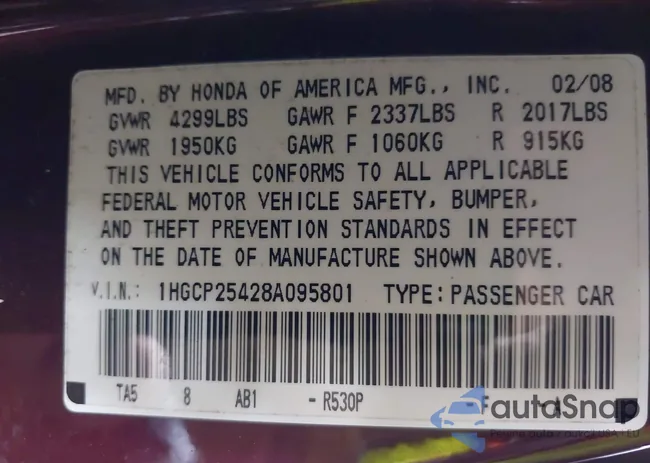 MFD. BY HONDA OF AMERICA MFG., INC. 02/08
GVWR 4299LBS GAWR F 2337LBS R 2017LBS
GVWR 1950KG GAWR F 1060KG R 915KG
THIS VEHICLE CONFORMS TO ALL APPLICABLE
FEDERAL MOTOR VEHICLE SAFETY, BUMPER,
AND THEFT PREVENTION STANDARDS IN EFFECT
ON THE DATE OF MANUFACTURE SHOWN ABOVE.
V.I.N.: 1HGCP25428A095801 TYPE: PASSENGER CAR
TA5 8 AB1 - R530P
autoSnap